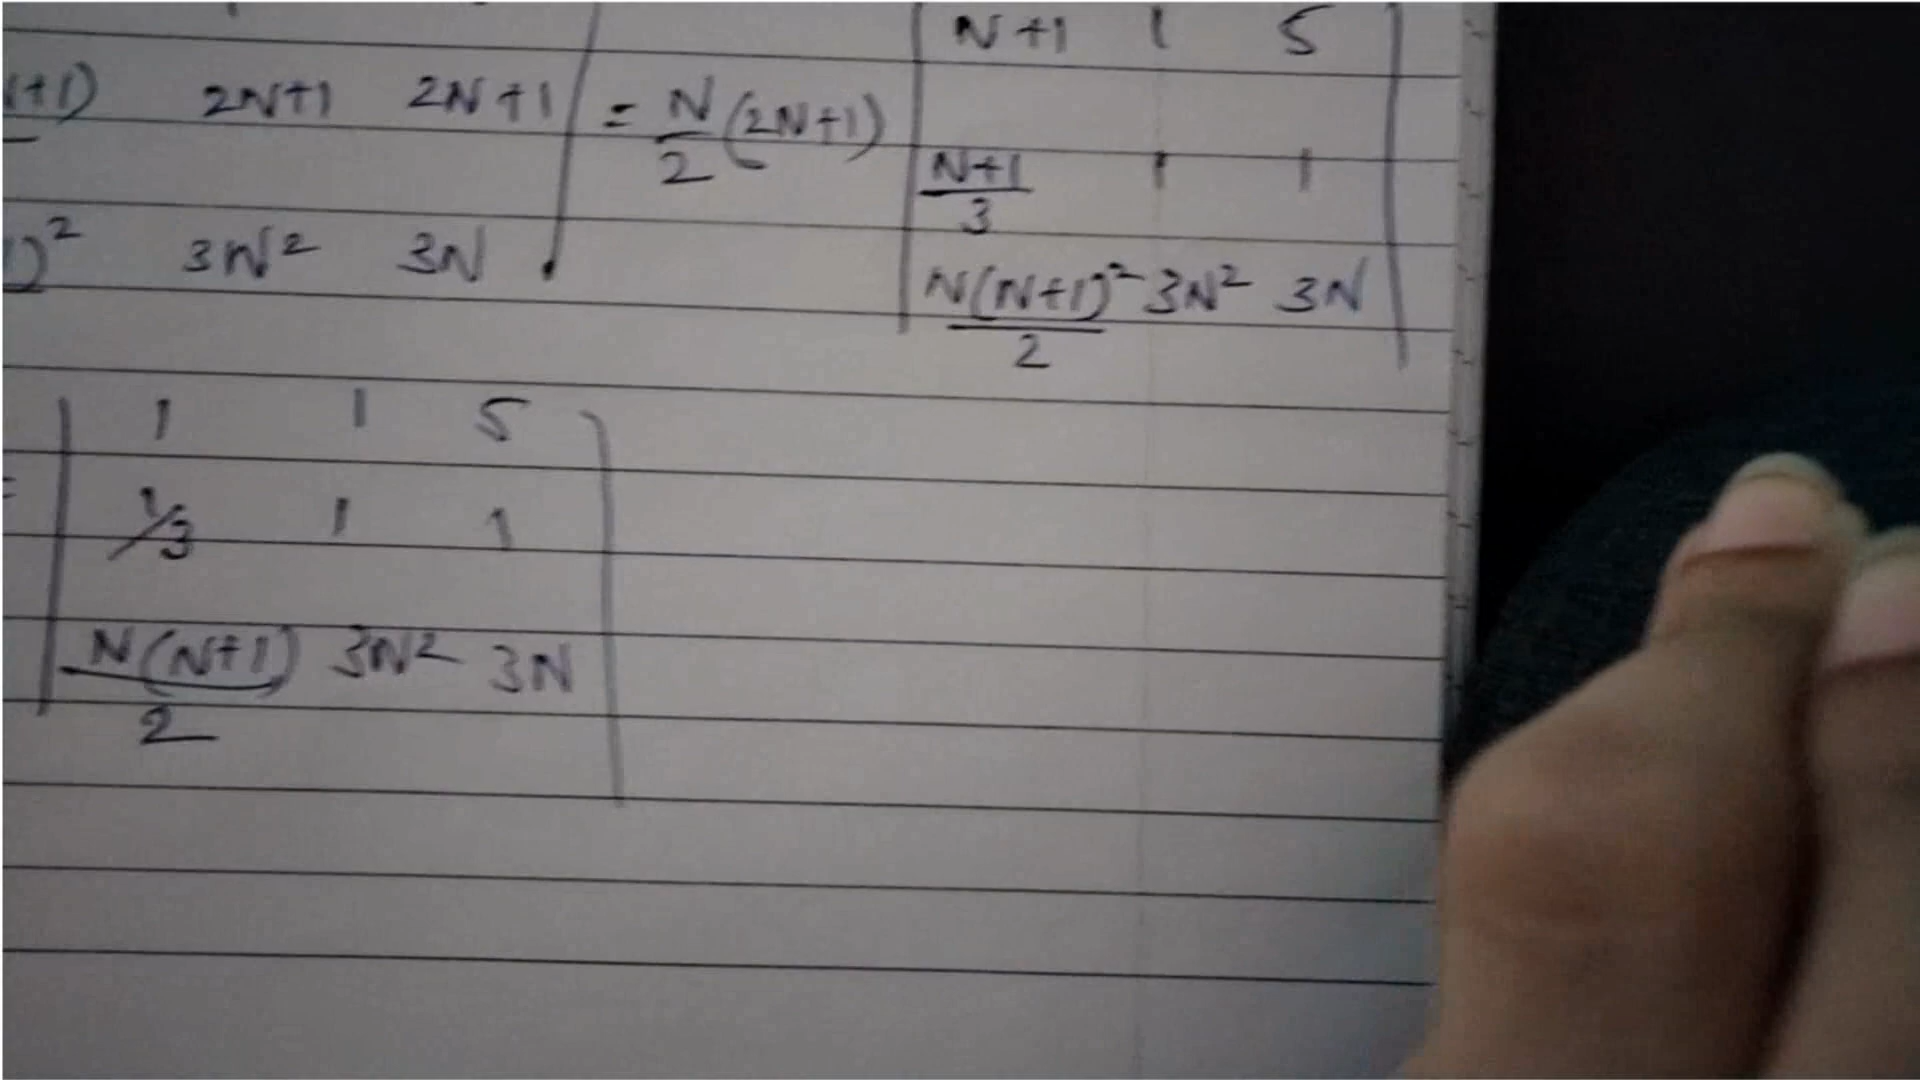 N+1 1 5
+1) 2N+1 2N+1 = N/2 (2N+1) N+1/3 1 1
)² 3N² 3N N(N+1)²/2 3N² 3N
1 1 5
= 1/3 1 1
N(N+1)/2 3N² 3N